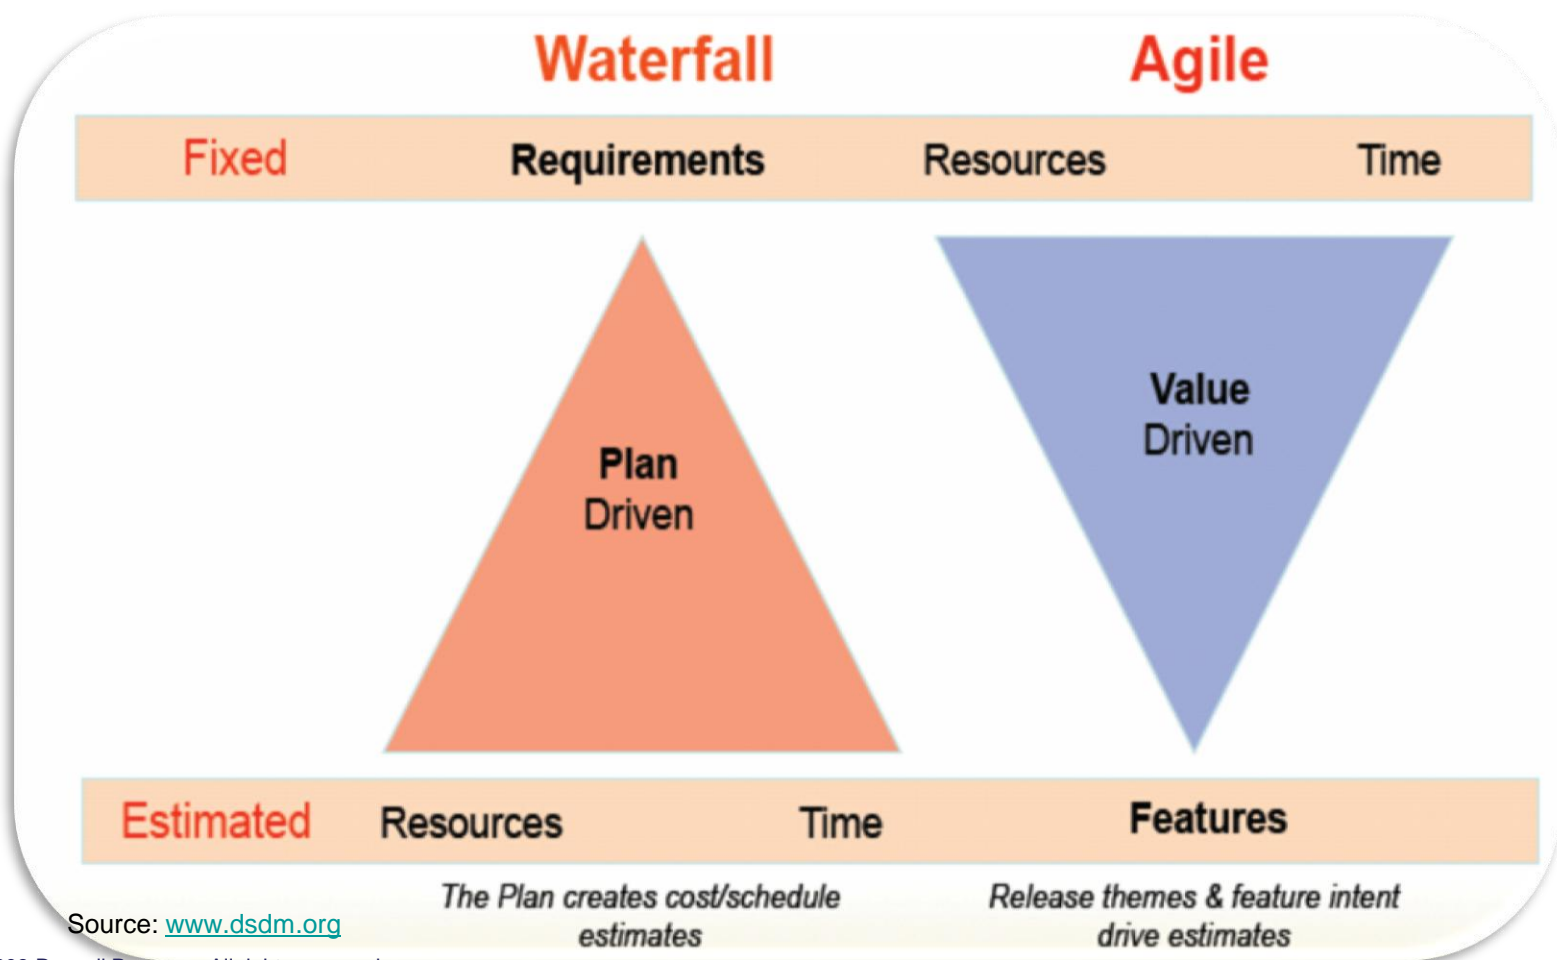 Waterfall Agile
Fixed Requirements Resources Time
Plan
Driven
Value
Driven
Estimated Resources Time Features
The Plan creates cost/schedule
estimates
Release themes & feature intent
drive estimates
Source: www.dsdm.org